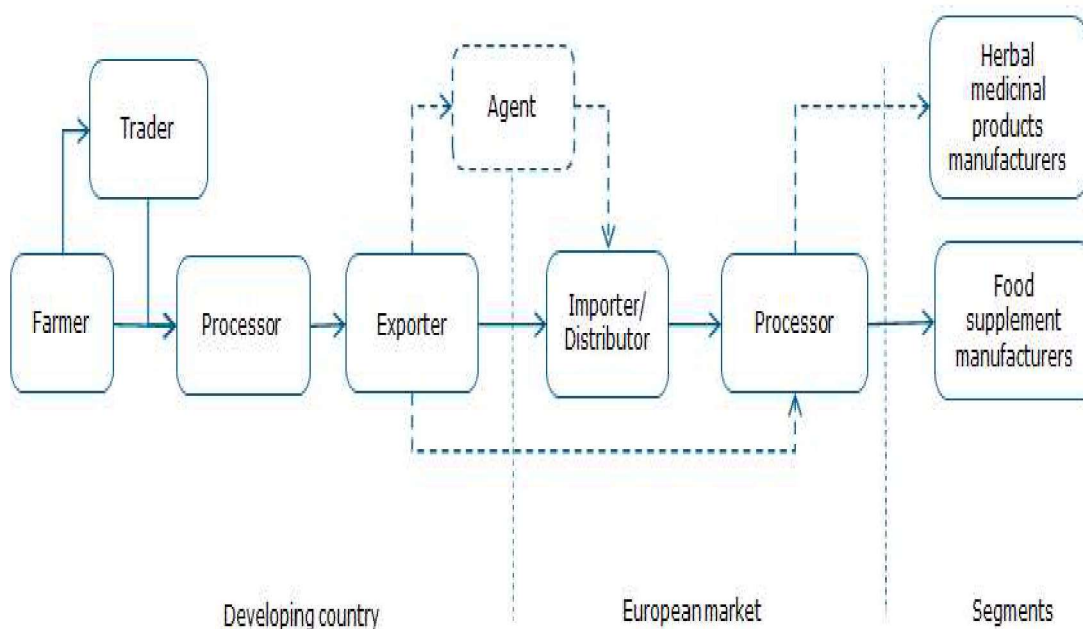 Trader
Agent
Herbal
medicinal
products
manufacturers
Farmer
Processor
Exporter
Importer/
Distributor
Processor
Food
supplement
manufacturers
Developing country
European market
Segments